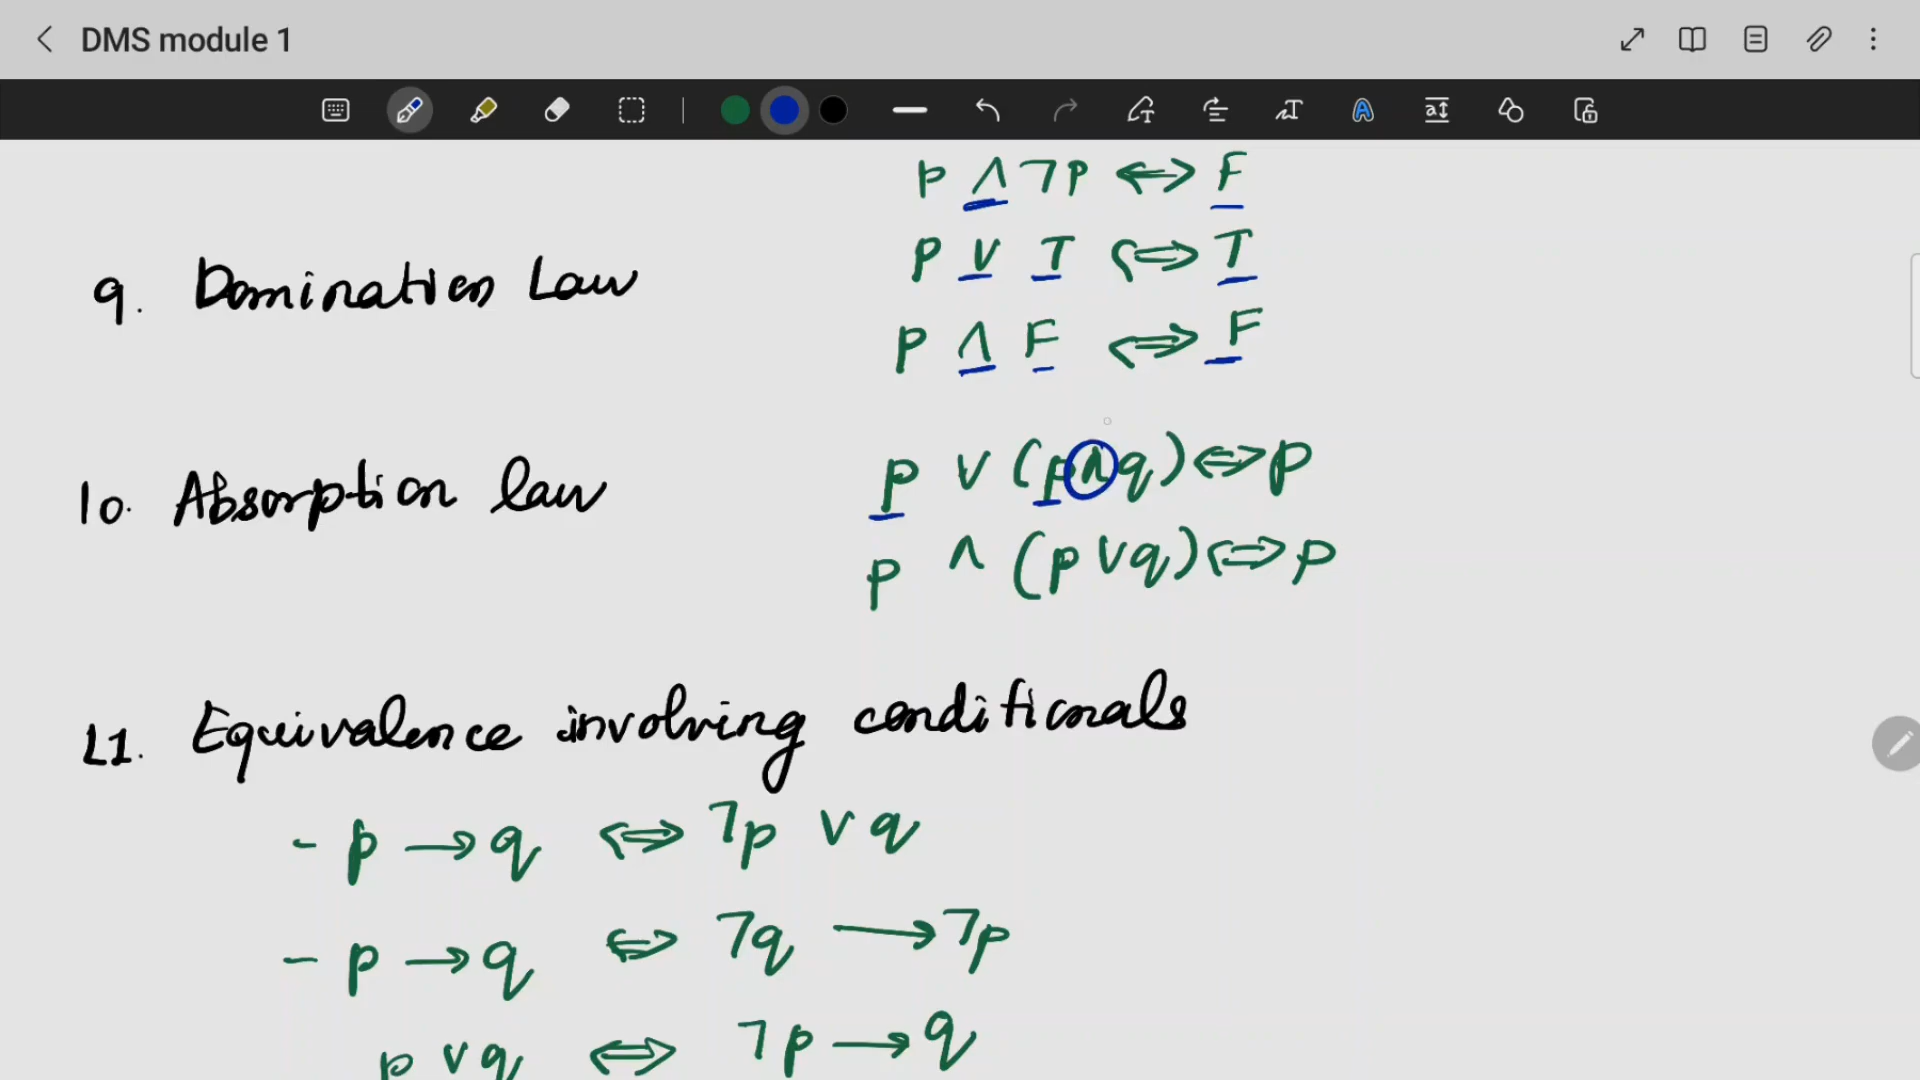 DMS module 1
p ∧ ¬p ⟺ F
9. Domination Law
p ∨ T ⟺ T
p ∧ F ⟺ F
10. Absorption law
p ∨ (p ∧ q) ⟺ p
p ∧ (p ∨ q) ⟺ p
11. Equivalence involving conditionals
- p → q ⟺ ¬p ∨ q
- p → q ⟺ ¬q → ¬p
p ∨ q ⟺ ¬p → q